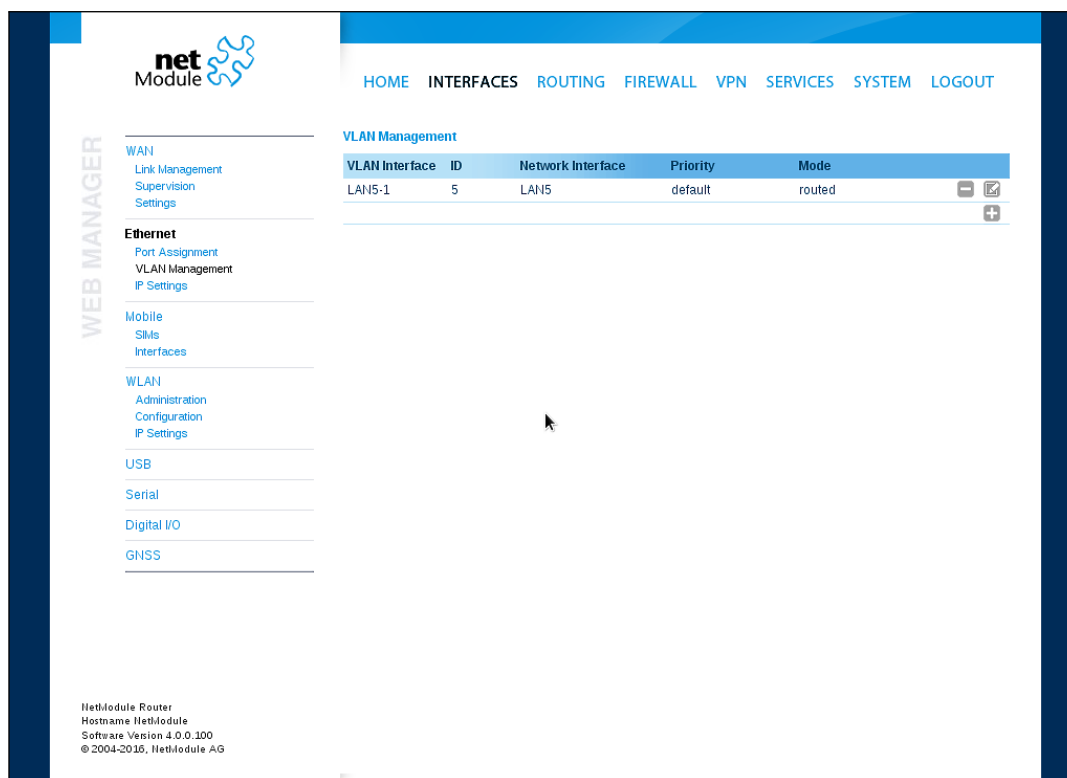 net
Module
HOME INTERFACES ROUTING FIREWALL VPN SERVICES SYSTEM LOGOUT
WEB MANAGER
WAN
Link Management
Supervision
Settings
Ethernet
Port Assignment
VLAN Management
IP Settings
Mobile
SIMs
Interfaces
WLAN
Administration
Configuration
IP Settings
USB
Serial
Digital I/O
GNSS
VLAN Management
VLAN Interface ID Network Interface Priority Mode
LAN5-1 5 LAN5 default routed
NetModule Router
Hostname NetModule
Software Version 4.0.0.100
© 2004-2016, NetModule AG